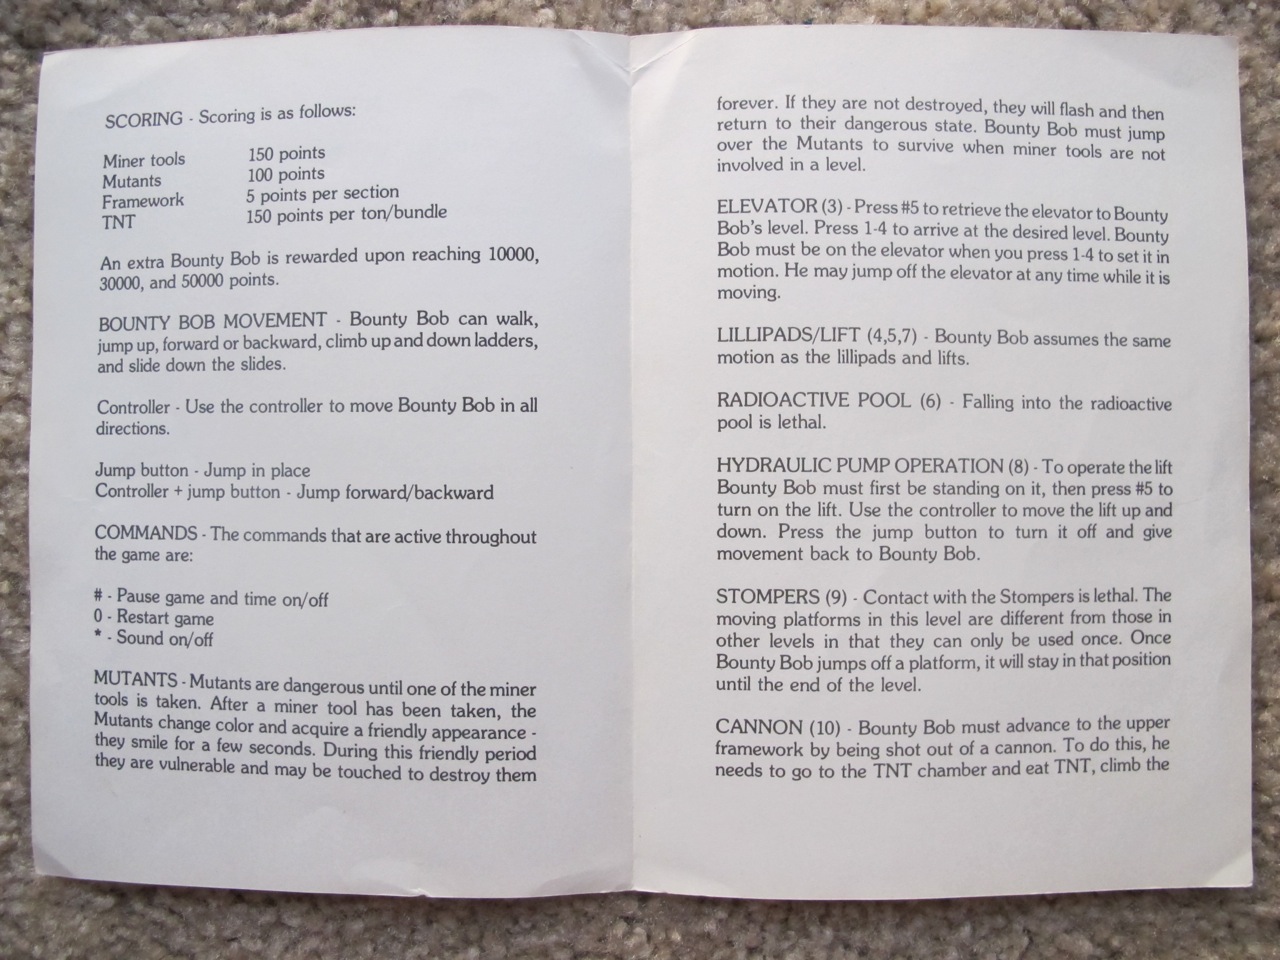 SCORING - Scoring is as follows:
Miner tools 150 points
Mutants 100 points
Framework 5 points per section
TNT 150 points per ton/bundle
An extra Bounty Bob is rewarded upon reaching 10000,
30000, and 50000 points.
BOUNTY BOB MOVEMENT - Bounty Bob can walk,
jump up, forward or backward, climb up and down ladders,
and slide down the slides.
Controller - Use the controller to move Bounty Bob in all
directions.
Jump button - Jump in place
Controller + jump button - Jump forward/backward
COMMANDS - The commands that are active throughout
the game are:
# - Pause game and time on/off
0 - Restart game
* - Sound on/off
MUTANTS - Mutants are dangerous until one of the miner
tools is taken. After a miner tool has been taken, the
Mutants change color and acquire a friendly appearance -
they smile for a few seconds. During this friendly period
they are vulnerable and may be touched to destroy them
forever. If they are not destroyed, they will flash and then
return to their dangerous state. Bounty Bob must jump
over the Mutants to survive when miner tools are not
involved in a level.
ELEVATOR (3) - Press #5 to retrieve the elevator to Bounty
Bob's level. Press 1-4 to arrive at the desired level. Bounty
Bob must be on the elevator when you press 1-4 to set it in
motion. He may jump off the elevator at any time while it is
moving.
LILLIPADS/LIFT (4,5,7) - Bounty Bob assumes the same
motion as the lillipads and lifts.
RADIOACTIVE POOL (6) - Falling into the radioactive
pool is lethal.
HYDRAULIC PUMP OPERATION (8) - To operate the lift
Bounty Bob must first be standing on it, then press #5 to
turn on the lift. Use the controller to move the lift up and
down. Press the jump button to turn it off and give
movement back to Bounty Bob.
STOMPERS (9) - Contact with the Stompers is lethal. The
moving platforms in this level are different from those in
other levels in that they can only be used once. Once
Bounty Bob jumps off a platform, it will stay in that position
until the end of the level.
CANNON (10) - Bounty Bob must advance to the upper
framework by being shot out of a cannon. To do this, he
needs to go to the TNT chamber and eat TNT, climb the